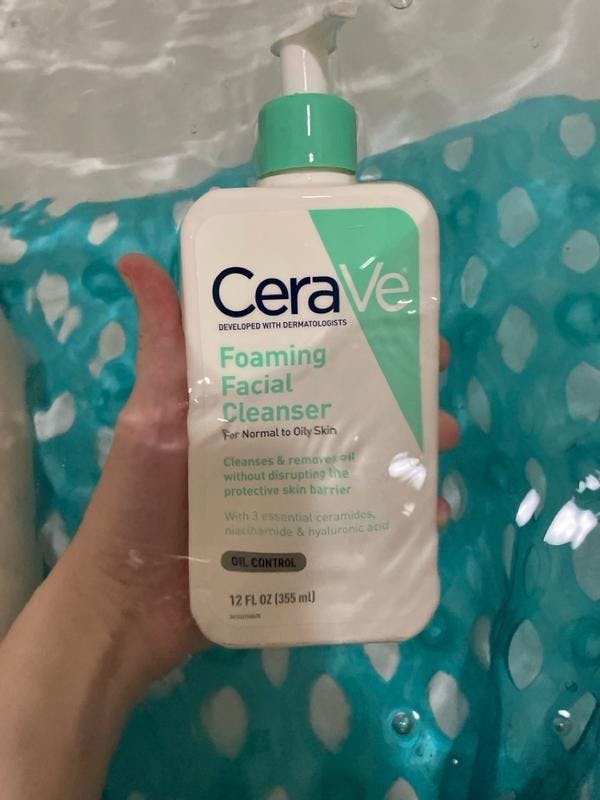 CeraVe
DEVELOPED WITH DERMATOLOGISTS
Foaming
Facial
Cleanser
For Normal to Oily Skin
Cleanses & removes oil
without disrupting the
protective skin barrier
With 3 essential ceramides,
niacinamide & hyaluronic acid
OIL CONTROL
12 FL OZ (355 ml)